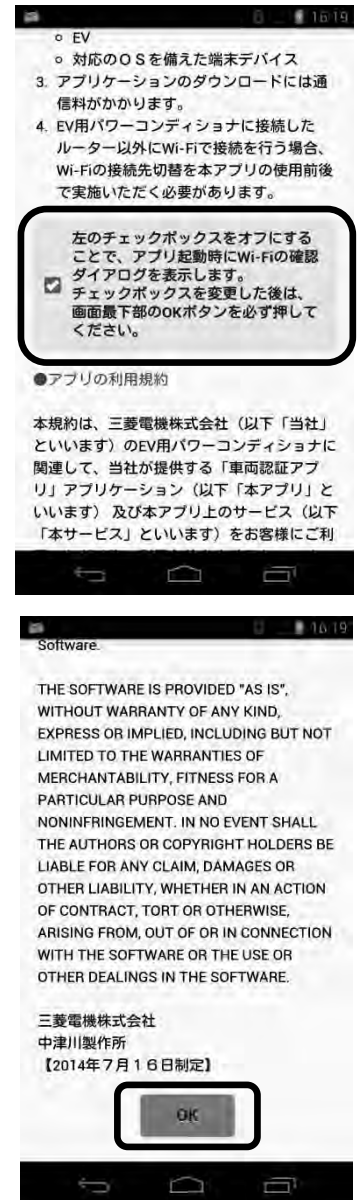 16:19
○ EV
○ 対応のＯＳを備えた端末デバイス
3. アプリケーションのダウンロードには通
信料がかかります。
4. EV用パワーコンディショナに接続した
ルーター以外にWi-Fiで接続を行う場合、
Wi-Fiの接続先切替を本アプリの使用前後
で実施いただく必要があります。
左のチェックボックスをオフにする
ことで、アプリ起動時にWi-Fiの確認
ダイアログを表示します。
チェックボックスを変更した後は、
画面最下部のOKボタンを必ず押して
ください。
●アプリの利用規約
本規約は、三菱電機株式会社（以下「当社」
といいます）のEV用パワーコンディショナに
関連して、当社が提供する「車両認証アプ
リ」アプリケーション（以下「本アプリ」と
いいます） 及び本アプリ上のサービス（以下
「本サービス」といいます）をお客様にご利
16:19
Software.
THE SOFTWARE IS PROVIDED "AS IS",
WITHOUT WARRANTY OF ANY KIND,
EXPRESS OR IMPLIED, INCLUDING BUT NOT
LIMITED TO THE WARRANTIES OF
MERCHANTABILITY, FITNESS FOR A
PARTICULAR PURPOSE AND
NONINFRINGEMENT. IN NO EVENT SHALL
THE AUTHORS OR COPYRIGHT HOLDERS BE
LIABLE FOR ANY CLAIM, DAMAGES OR
OTHER LIABILITY, WHETHER IN AN ACTION
OF CONTRACT, TORT OR OTHERWISE,
ARISING FROM, OUT OF OR IN CONNECTION
WITH THE SOFTWARE OR THE USE OR
OTHER DEALINGS IN THE SOFTWARE.
三菱電機株式会社
中津川製作所
【2014年７月１６日制定】
OK